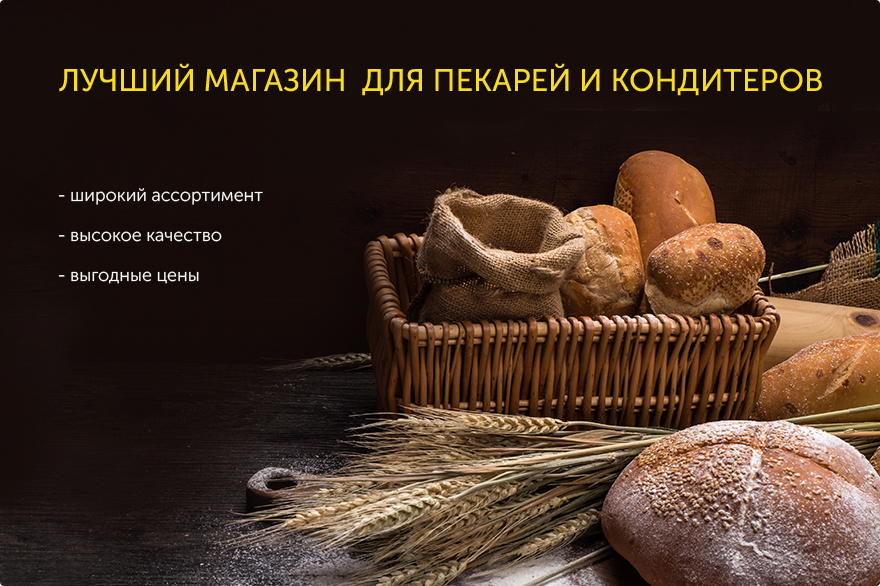 ЛУЧШИЙ МАГАЗИН ДЛЯ ПЕКАРЕЙ И КОНДИТЕРОВ
- широкий ассортимент
- высокое качество
- выгодные цены